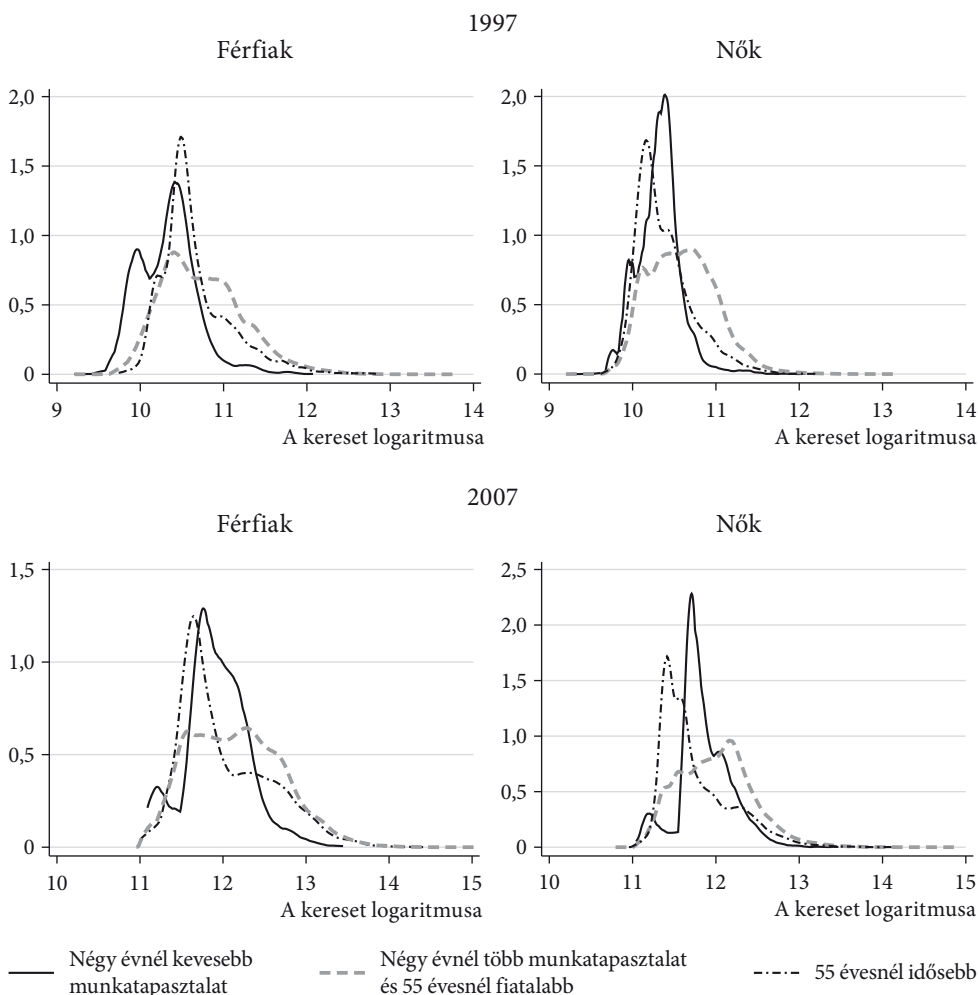 1997
Férfiak
Nők
2,0
1,5
1,0
0,5
0
9 10 11 12 13 14
A kereset logaritmusa
2,0
1,5
1,0
0,5
0
9 10 11 12 13 14
A kereset logaritmusa
2007
Férfiak
Nők
1,5
1,0
0,5
0
10 11 12 13 14 15
A kereset logaritmusa
2,5
2,0
1,5
1,0
0,5
0
10 11 12 13 14 15
A kereset logaritmusa
Négy évnél kevesebb
munkatapasztalat
Négy évnél több munkatapasztalat
és 55 évesnél fiatalabb
55 évesnél idősebb